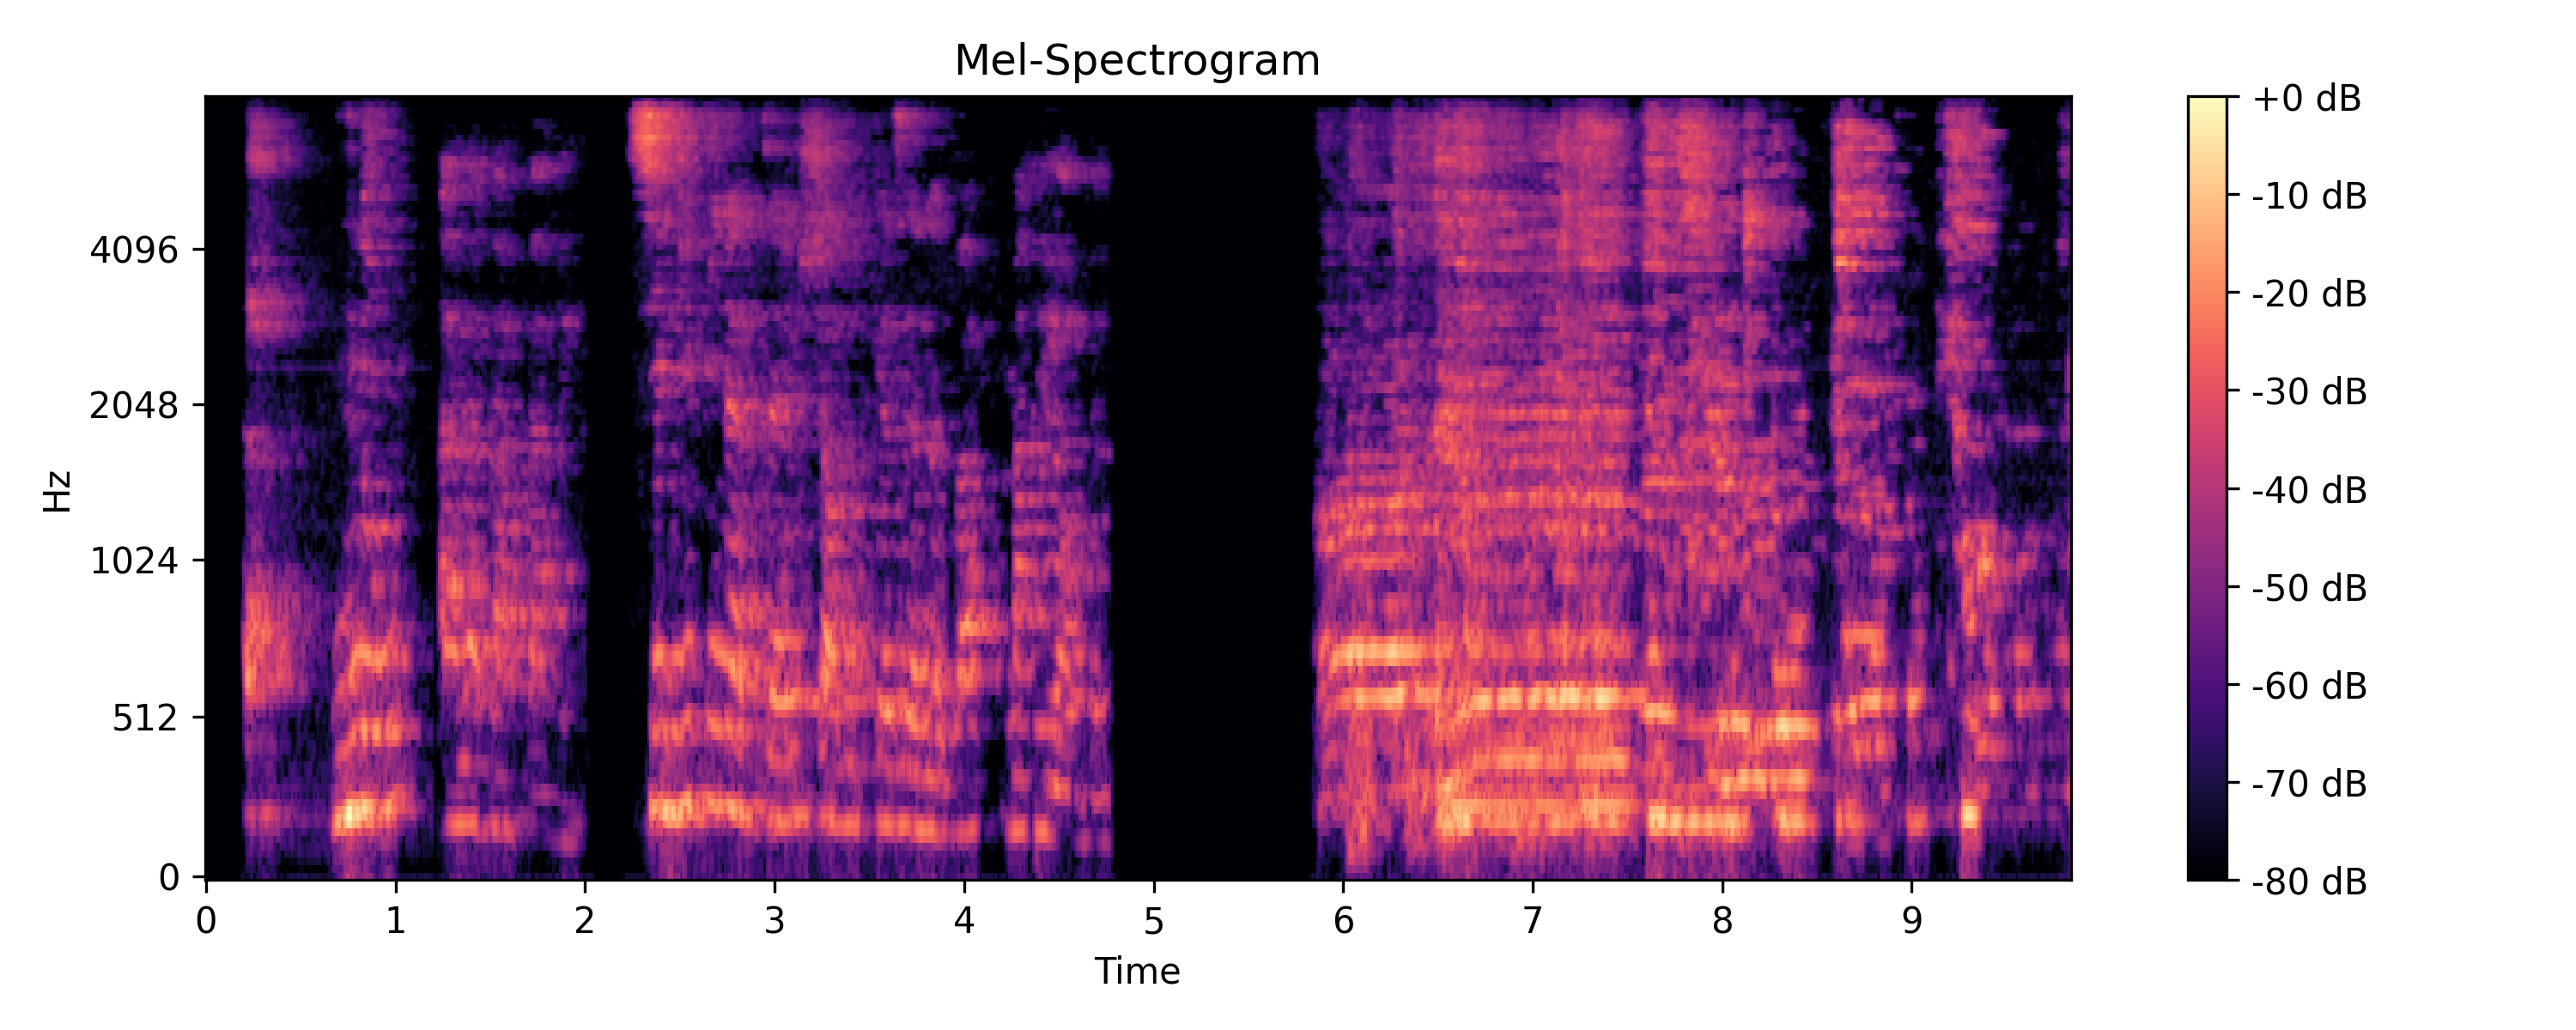 Mel-Spectrogram
+0 dB
-10 dB
-20 dB
-30 dB
-40 dB
-50 dB
-60 dB
-70 dB
-80 dB
4096
2048
1024
512
0
Hz
0 1 2 3 4 5 6 7 8 9
Time